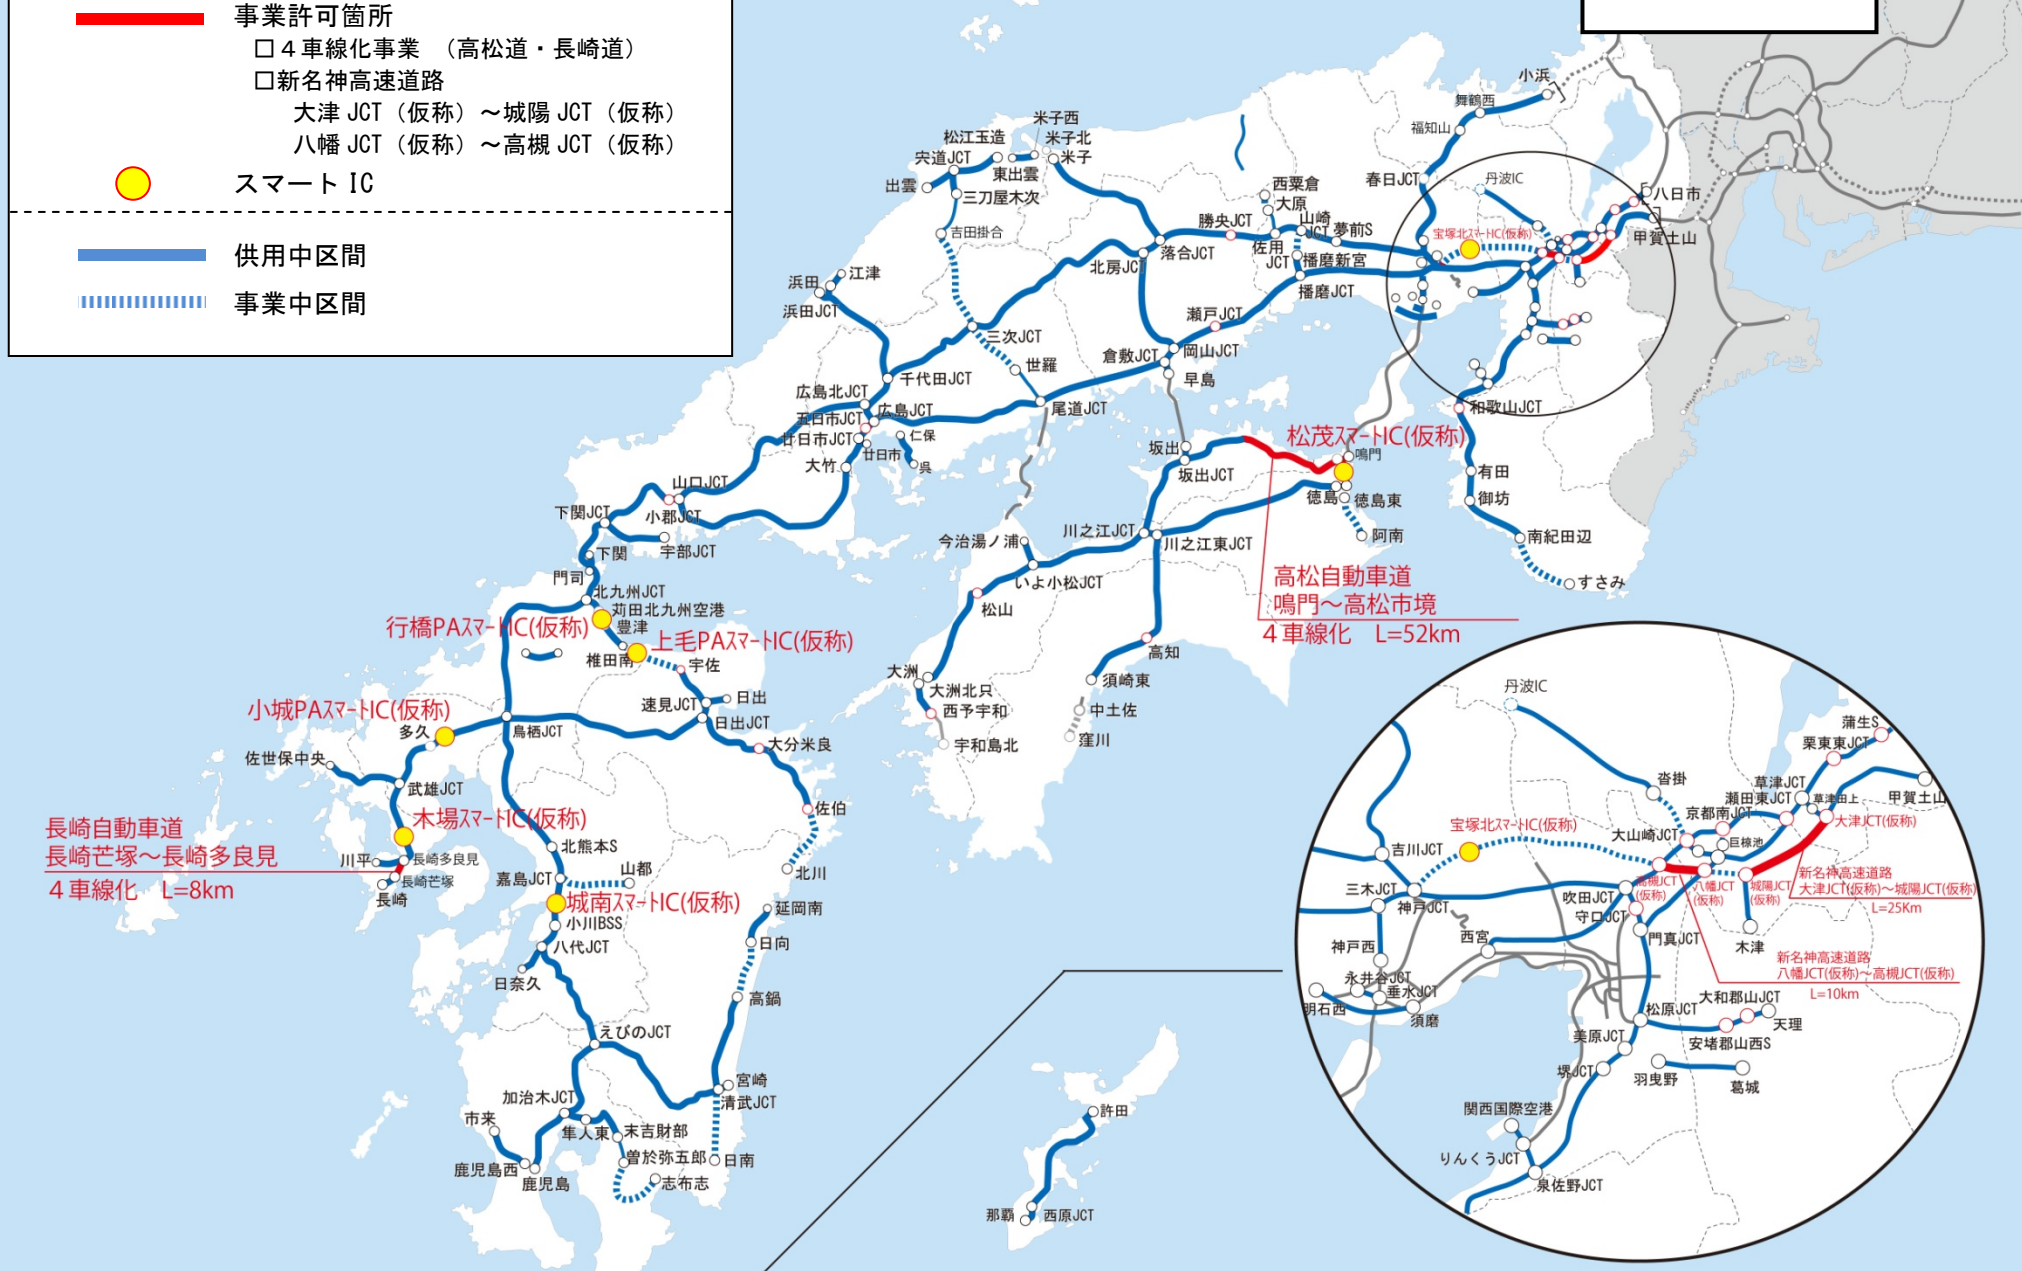 事業許可箇所
□４車線化事業 （高松道・長崎道）
□新名神高速道路
大津 JCT（仮称）～城陽 JCT（仮称）
八幡 JCT（仮称）～高槻 JCT（仮称）
スマート IC
供用中区間
事業中区間
小浜
舞鶴西
福知山
春日JCT
丹波IC
八日市
甲賀土山
宝塚北ｽﾏｰﾄIC(仮称)
米子西
松江玉造
米子北
宍道JCT
米子
東出雲
出雲
三刀屋木次
吉田掛合
西粟倉
大原
勝央JCT
山崎JCT
夢前S
佐用JCT
播磨新宮
播磨JCT
落合JCT
北房JCT
江津
浜田
浜田JCT
瀬戸JCT
三次JCT
倉敷JCT
岡山JCT
世羅
早島
千代田JCT
広島北JCT
広島JCT
尾道JCT
五日市JCT
廿日市JCT
仁保
廿日市
呉
大竹
和歌山JCT
松茂ｽﾏｰﾄIC(仮称)
鳴門
坂出
坂出JCT
有田
徳島
徳島東
御坊
山口JCT
小郡JCT
下関JCT
宇部JCT
下関
川之江JCT
川之江東JCT
阿南
南紀田辺
今治湯ノ浦
いよ小松JCT
すさみ
門司
北九州JCT
高松自動車道
鳴門～高松市境
４車線化 L=52km
苅田北九州空港
松山
行橋PAｽﾏｰﾄIC(仮称)
豊津
上毛PAｽﾏｰﾄIC(仮称)
椎田南
宇佐
高知
大洲
大洲北只
須崎東
西予宇和
中土佐
宇和島北
窪川
日出
速見JCT
日出JCT
小城PAｽﾏｰﾄIC(仮称)
多久
鳥栖JCT
大分米良
佐世保中央
武雄JCT
佐伯
木場ｽﾏｰﾄIC(仮称)
長崎自動車道
長崎芒塚～長崎多良見
４車線化 L=8km
川平
長崎多良見
長崎芒塚
長崎
北熊本S
山都
嘉島JCT
北川
城南ｽﾏｰﾄIC(仮称)
延岡南
小川BSS
八代JCT
日向
日奈久
高鍋
えびのJCT
宮崎
清武JCT
加治木JCT
市来
隼人東
末吉財部
曽於弥五郎
日南
鹿児島西
鹿児島
志布志
許田
那覇
西原JCT
丹波IC
蒲生S
栗東東JCT
沓掛
草津JCT
瀬田東JCT
草津田上
甲賀土山
京都南JCT
大津JCT(仮称)
宝塚北ｽﾏｰﾄIC(仮称)
大山崎JCT
巨椋池
吉川JCT
高槻JCT(仮称)
八幡JCT(仮称)
城陽JCT(仮称)
新名神高速道路
大津JCT(仮称)～城陽JCT(仮称)
L=25Km
三木JCT
神戸JCT
吹田JCT
守口JCT
門真JCT
木津
西宮
神戸西
新名神高速道路
八幡JCT(仮称)～高槻JCT(仮称)
L=10km
永井谷JCT
垂水JCT
明石西
須磨
松原JCT
大和郡山JCT
天理
美原JCT
安堵郡山西S
堺JCT
羽曳野
葛城
関西国際空港
りんくうJCT
泉佐野JCT